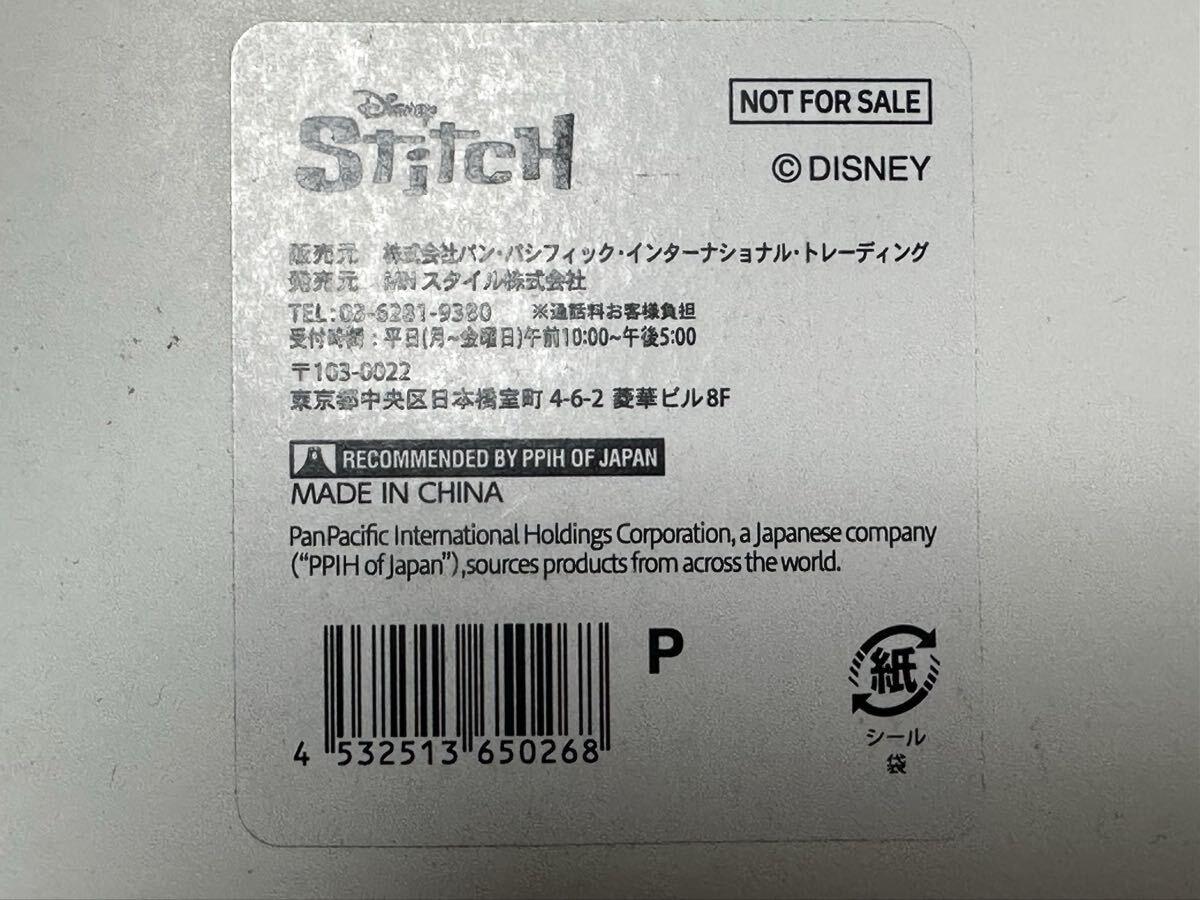 Disney
Stitch
NOT FOR SALE
© DISNEY
販売元 株式会社パン・パシフィック・インターナショナル・トレーディング
発売元 MNスタイル株式会社
TEL:03-6281-9380 ※通話料お客様負担
受付時間：平日(月~金曜日)午前10:00~午後5:00
〒103-0022
東京都中央区日本橋室町 4-6-2 菱華ビル8F
RECOMMENDED BY PPIH OF JAPAN
MADE IN CHINA
Pan Pacific International Holdings Corporation, a Japanese company
(“PPIH of Japan”),sources products from across the world.
4 532513 650268
P
紙
シール
袋